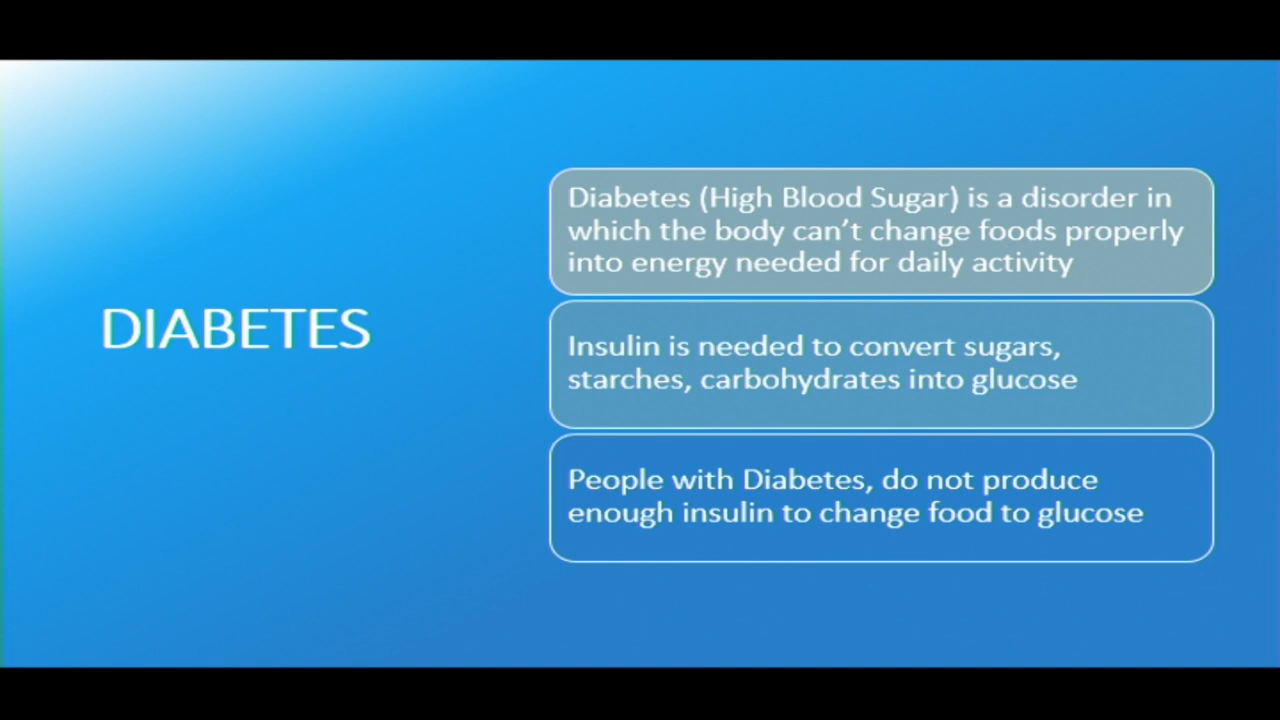 DIABETES
Diabetes (High Blood Sugar) is a disorder in
which the body can’t change foods properly
into energy needed for daily activity
Insulin is needed to convert sugars,
starches, carbohydrates into glucose
People with Diabetes, do not produce
enough insulin to change food to glucose